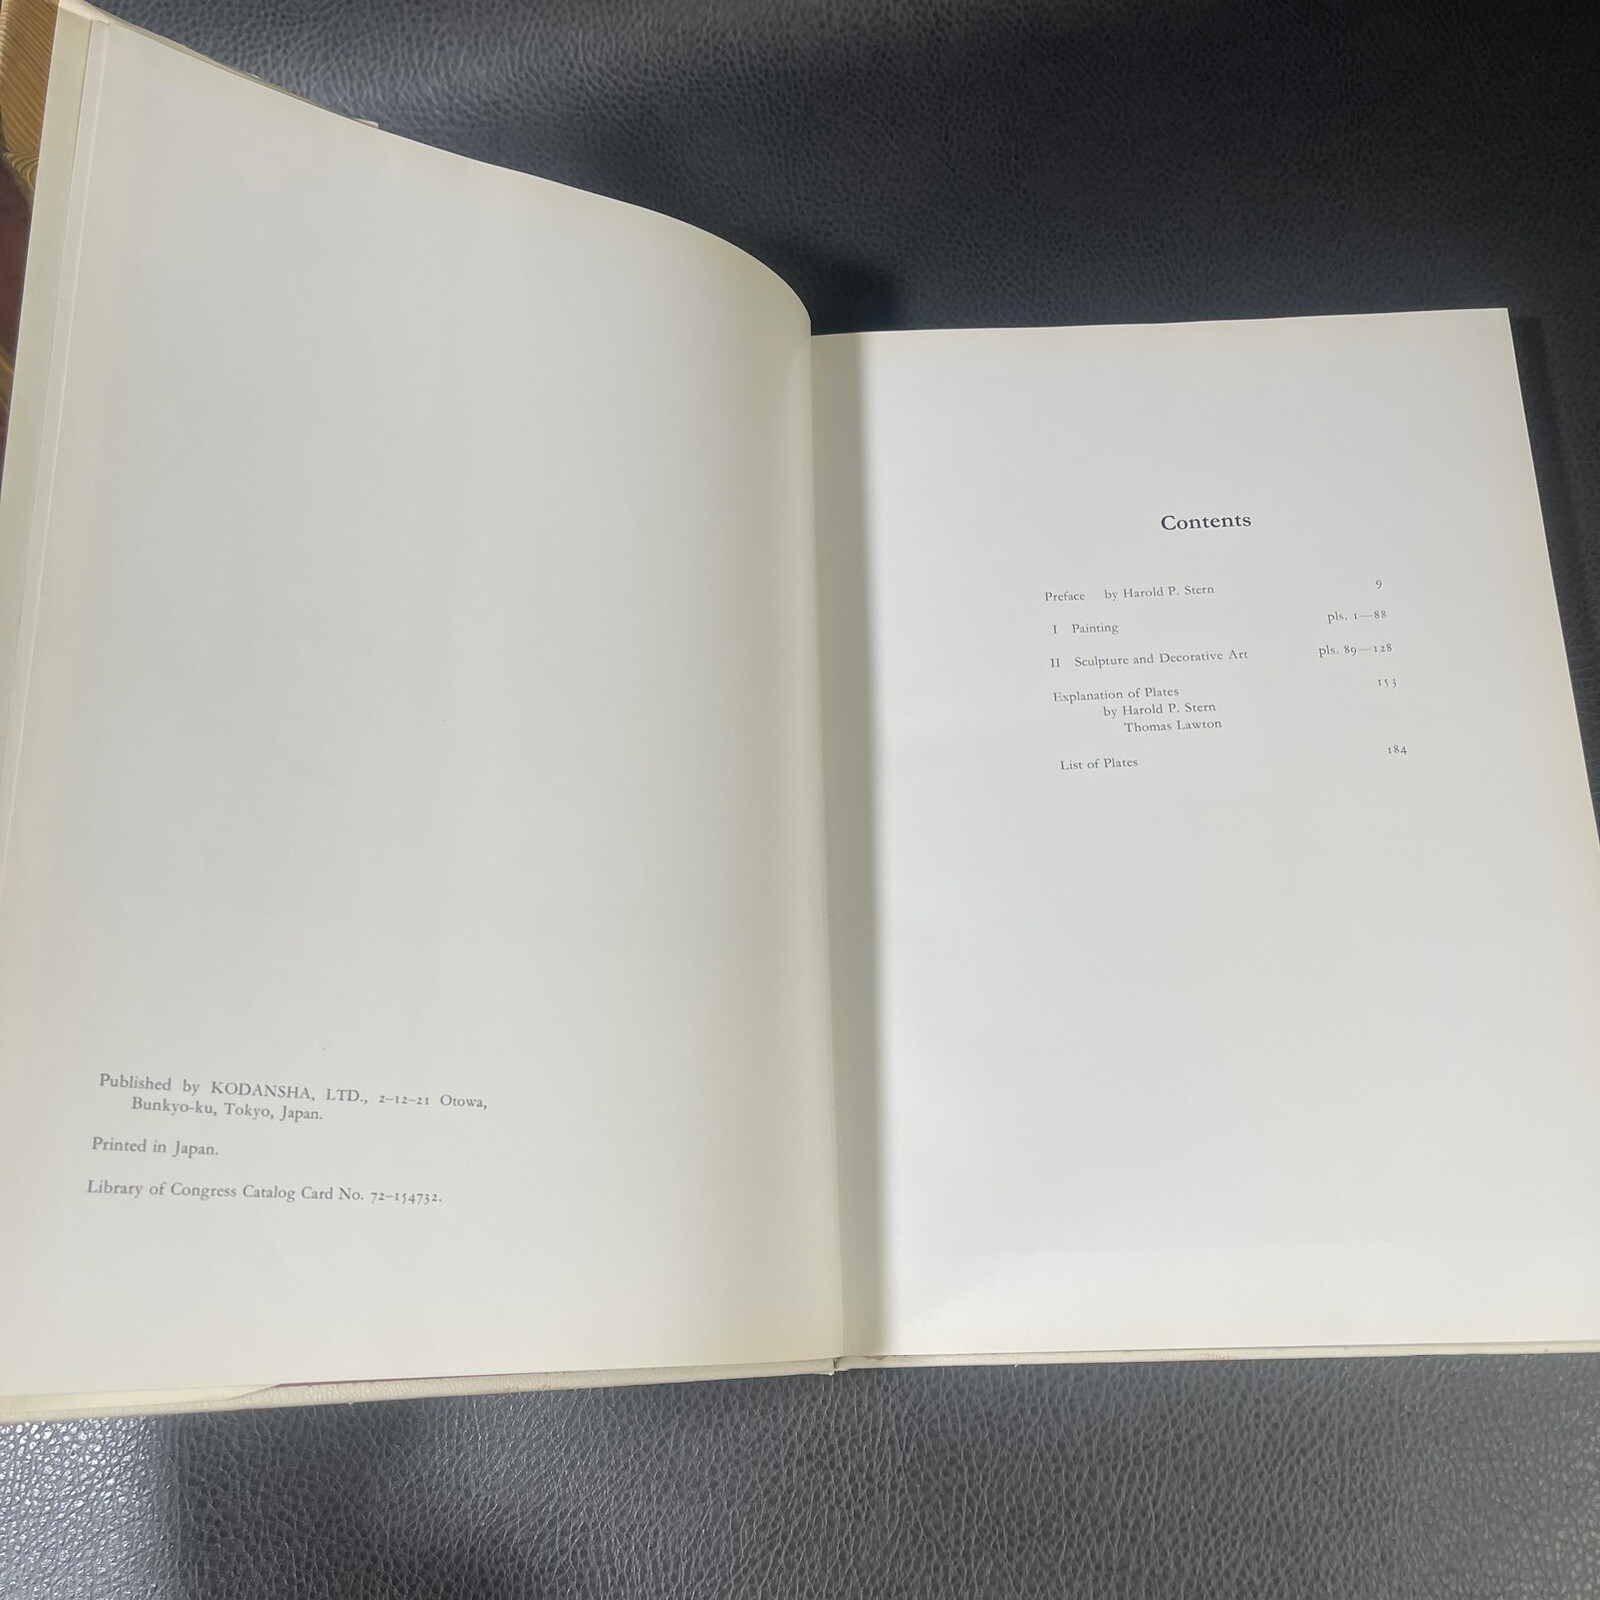 Published by KODANSHA, LTD., 2-12-21 Otowa,
Bunkyo-ku, Tokyo, Japan.
Printed in Japan.
Library of Congress Catalog Card No. 72-154732.
Contents
Preface by Harold P. Stern 9
I Painting pls. 1—88
II Sculpture and Decorative Art pls. 89—128
Explanation of Plates 153
by Harold P. Stern
Thomas Lawton
List of Plates 184